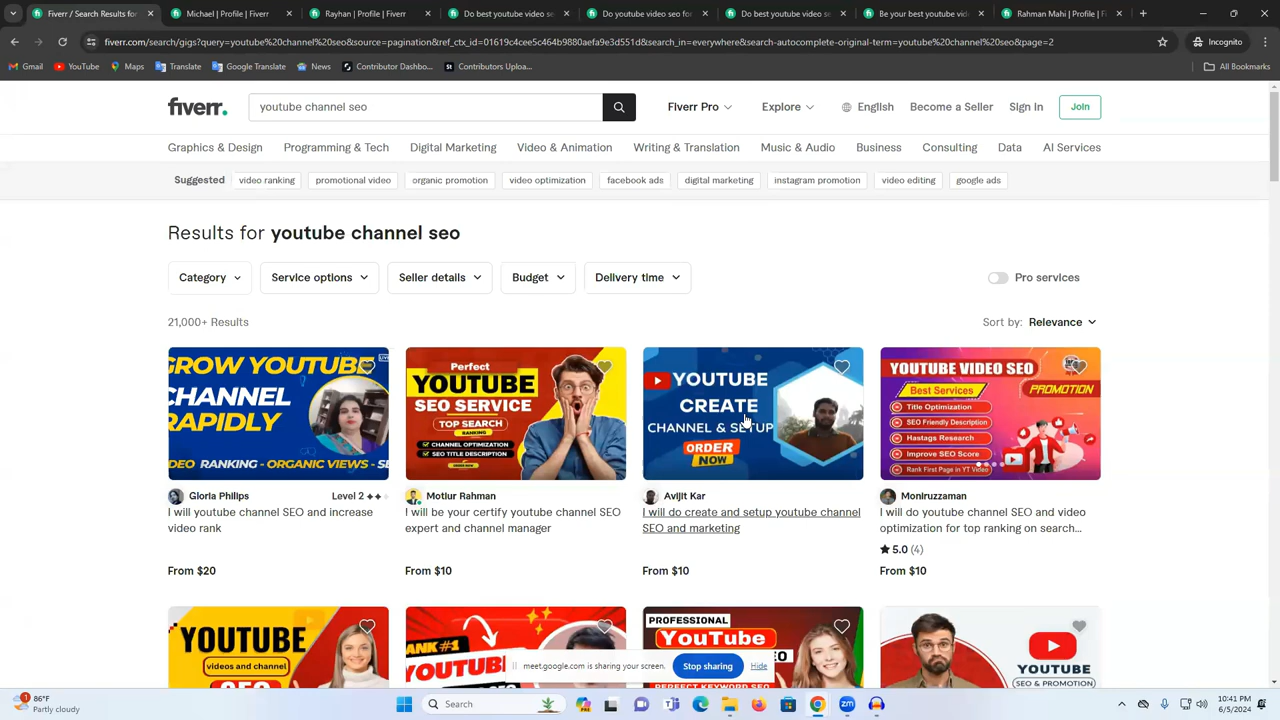 Fiverr / Search Results for
Michael | Profile | Fiverr
Rayhan | Profile | Fiverr
Do best youtube video se
Do youtube video seo for
Do best youtube video se
Be your best youtube vid
Rahman Mahi | Profile | F
fiverr.com/search/gigs?query=youtube%20channel%20seo&source=pagination&ref_ctx_id=01619c4cee5c464b9880aefa9e3d551d&search_in=everywhere&search-autocomplete-original-term=youtube%20channel%20seo&page=2
Incognito
Gmail
YouTube
Maps
Translate
Google Translate
News
Contributor Dashbo...
Contributors Uploa...
All Bookmarks
fiverr.
youtube channel seo
Fiverr Pro
Explore
English
Become a Seller
Sign In
Join
Graphics & Design
Programming & Tech
Digital Marketing
Video & Animation
Writing & Translation
Music & Audio
Business
Consulting
Data
AI Services
Suggested
video ranking
promotional video
organic promotion
video optimization
facebook ads
digital marketing
instagram promotion
video editing
google ads
Results for youtube channel seo
Category
Service options
Seller details
Budget
Delivery time
Pro services
21,000+ Results
Sort by: Relevance
GROW YOUTUBE
CHANNEL
RAPIDLY
DEO RANKING - ORGANIC VIEWS - SE
Perfect
YOUTUBE
SEO SERVICE
TOP SEARCH
RANKING
CHANNEL OPTIMIZATION
SEO TITLE DESCRIPTION
ORDER NOW
YOUTUBE
CREATE
CHANNEL & SETUP
ORDER
NOW
YOUTUBE VIDEO SEO
Best Services
PROMOTION
Title Optimization
SEO Friendly Description
Hastags Research
Improve SEO Score
Rank First Page in YT Video
Gloria Philips
Level 2
I will youtube channel SEO and increase
video rank
From $20
Motiur Rahman
I will be your certify youtube channel SEO
expert and channel manager
From $10
Avijit Kar
I will do create and setup youtube channel
SEO and marketing
From $10
Moniruzzaman
I will do youtube channel SEO and video
optimization for top ranking on search...
5.0 (4)
From $10
YOUTUBE
videos and channel
SEO
RANK #1
YOUTUBE
PROFESSIONAL
YouTube
EO
PERFECT KEYWORD SEO
YOUTUBE
SEO & PROMOTION
meet.google.com is sharing your screen.
Stop sharing
Hide
86°F
Partly cloudy
Search
10:41 PM
6/5/2024